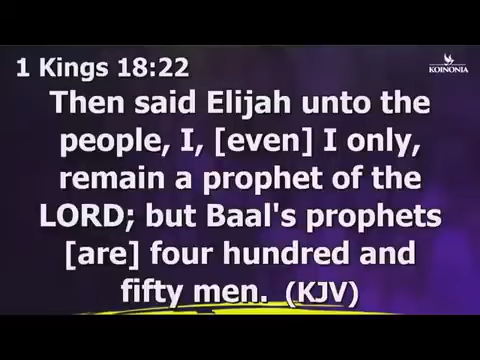 1 Kings 18:22
KOINONIA
Then said Elijah unto the
people, I, [even] I only,
remain a prophet of the
LORD; but Baal's prophets
[are] four hundred and
fifty men. (KJV)